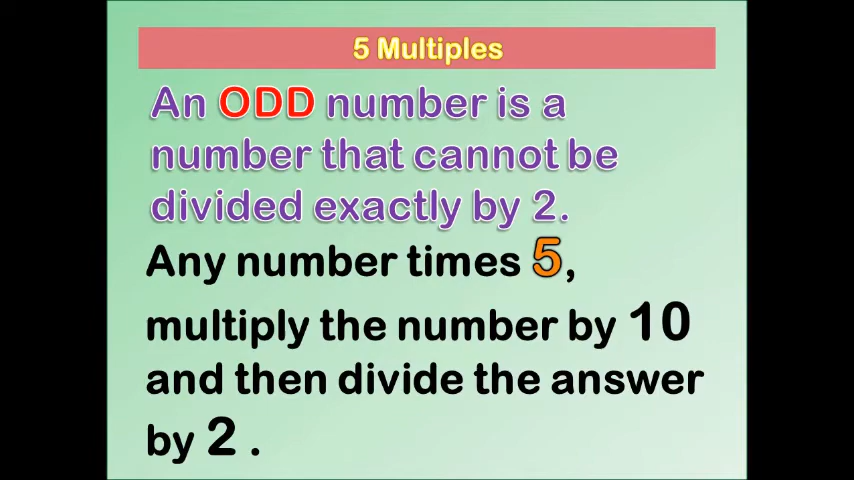 5 Multiples
An ODD number is a
number that cannot be
divided exactly by 2.
Any number times 5,
multiply the number by 10
and then divide the answer
by 2 .